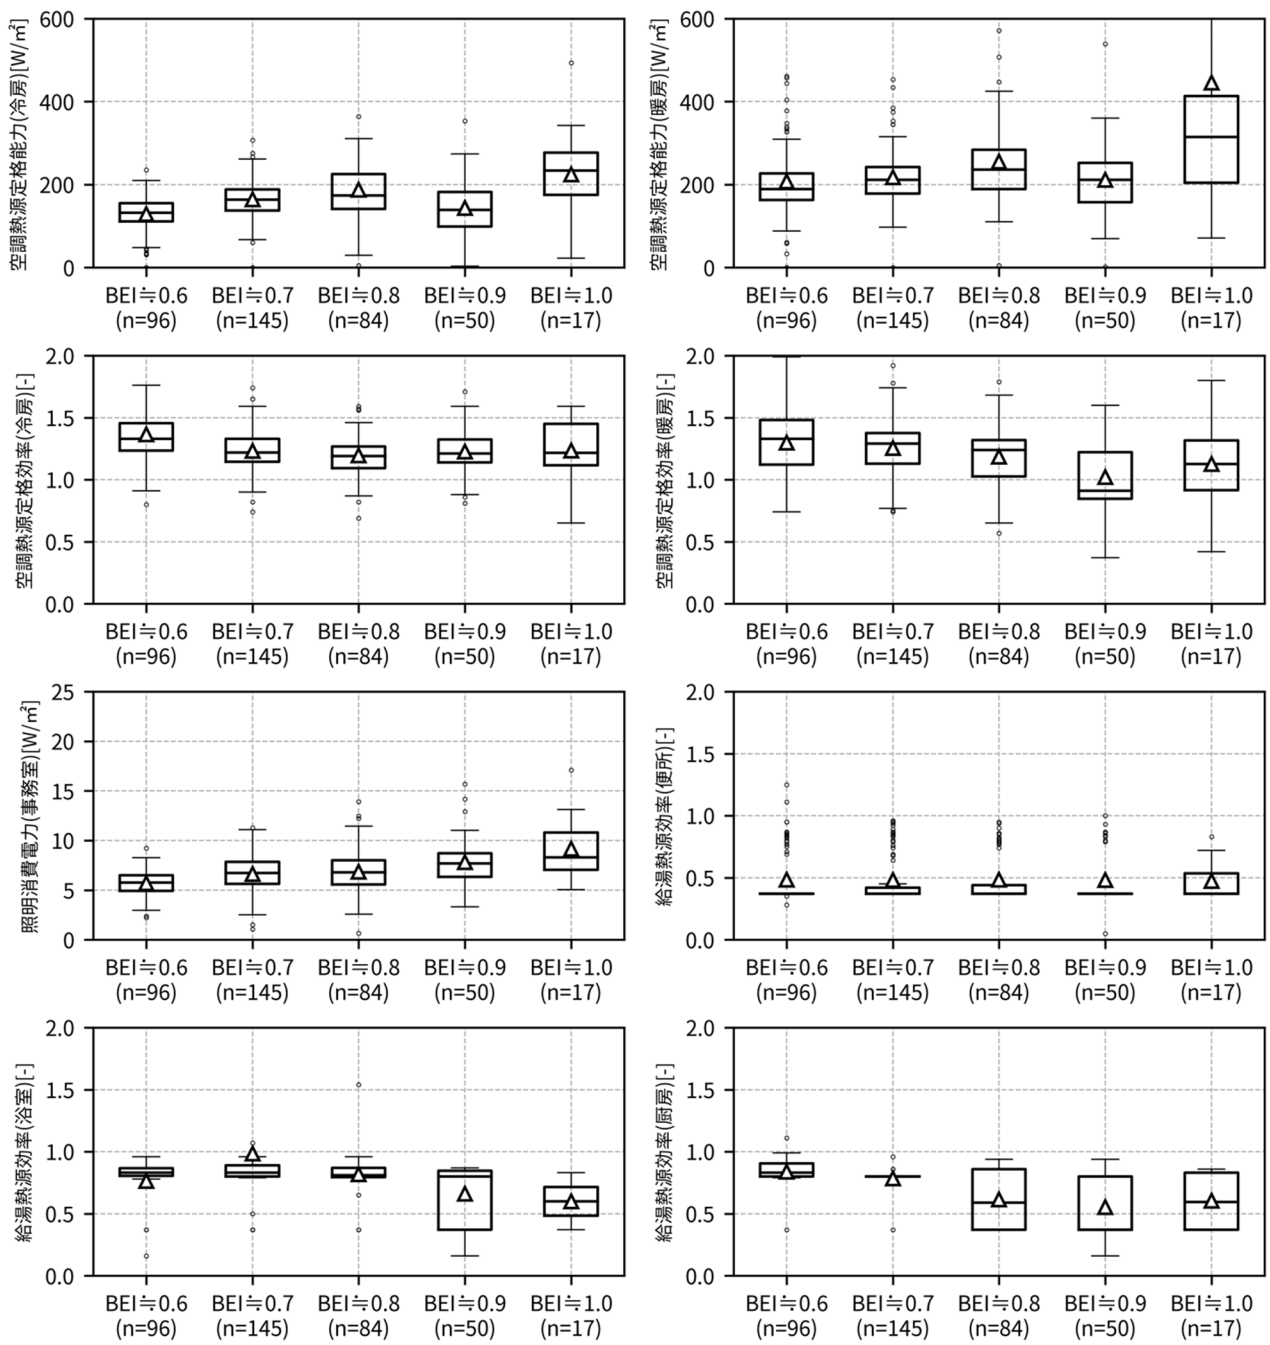 空調熱源定格能力(冷房)[W/㎡]
600
400
200
0
BEI≒0.6
(n=96)
BEI≒0.7
(n=145)
BEI≒0.8
(n=84)
BEI≒0.9
(n=50)
BEI≒1.0
(n=17)
空調熱源定格能力(暖房)[W/㎡]
600
400
200
0
BEI≒0.6
(n=96)
BEI≒0.7
(n=145)
BEI≒0.8
(n=84)
BEI≒0.9
(n=50)
BEI≒1.0
(n=17)
空調熱源定格効率(冷房)[-]
2.0
1.5
1.0
0.5
0.0
BEI≒0.6
(n=96)
BEI≒0.7
(n=145)
BEI≒0.8
(n=84)
BEI≒0.9
(n=50)
BEI≒1.0
(n=17)
空調熱源定格効率(暖房)[-]
2.0
1.5
1.0
0.5
0.0
BEI≒0.6
(n=96)
BEI≒0.7
(n=145)
BEI≒0.8
(n=84)
BEI≒0.9
(n=50)
BEI≒1.0
(n=17)
照明消費電力(事務室)[W/㎡]
25
20
15
10
5
0
BEI≒0.6
(n=96)
BEI≒0.7
(n=145)
BEI≒0.8
(n=84)
BEI≒0.9
(n=50)
BEI≒1.0
(n=17)
給湯熱源効率(便所)[-]
2.0
1.5
1.0
0.5
0.0
BEI≒0.6
(n=96)
BEI≒0.7
(n=145)
BEI≒0.8
(n=84)
BEI≒0.9
(n=50)
BEI≒1.0
(n=17)
給湯熱源効率(浴室)[-]
2.0
1.5
1.0
0.5
0.0
BEI≒0.6
(n=96)
BEI≒0.7
(n=145)
BEI≒0.8
(n=84)
BEI≒0.9
(n=50)
BEI≒1.0
(n=17)
給湯熱源効率(厨房)[-]
2.0
1.5
1.0
0.5
0.0
BEI≒0.6
(n=96)
BEI≒0.7
(n=145)
BEI≒0.8
(n=84)
BEI≒0.9
(n=50)
BEI≒1.0
(n=17)